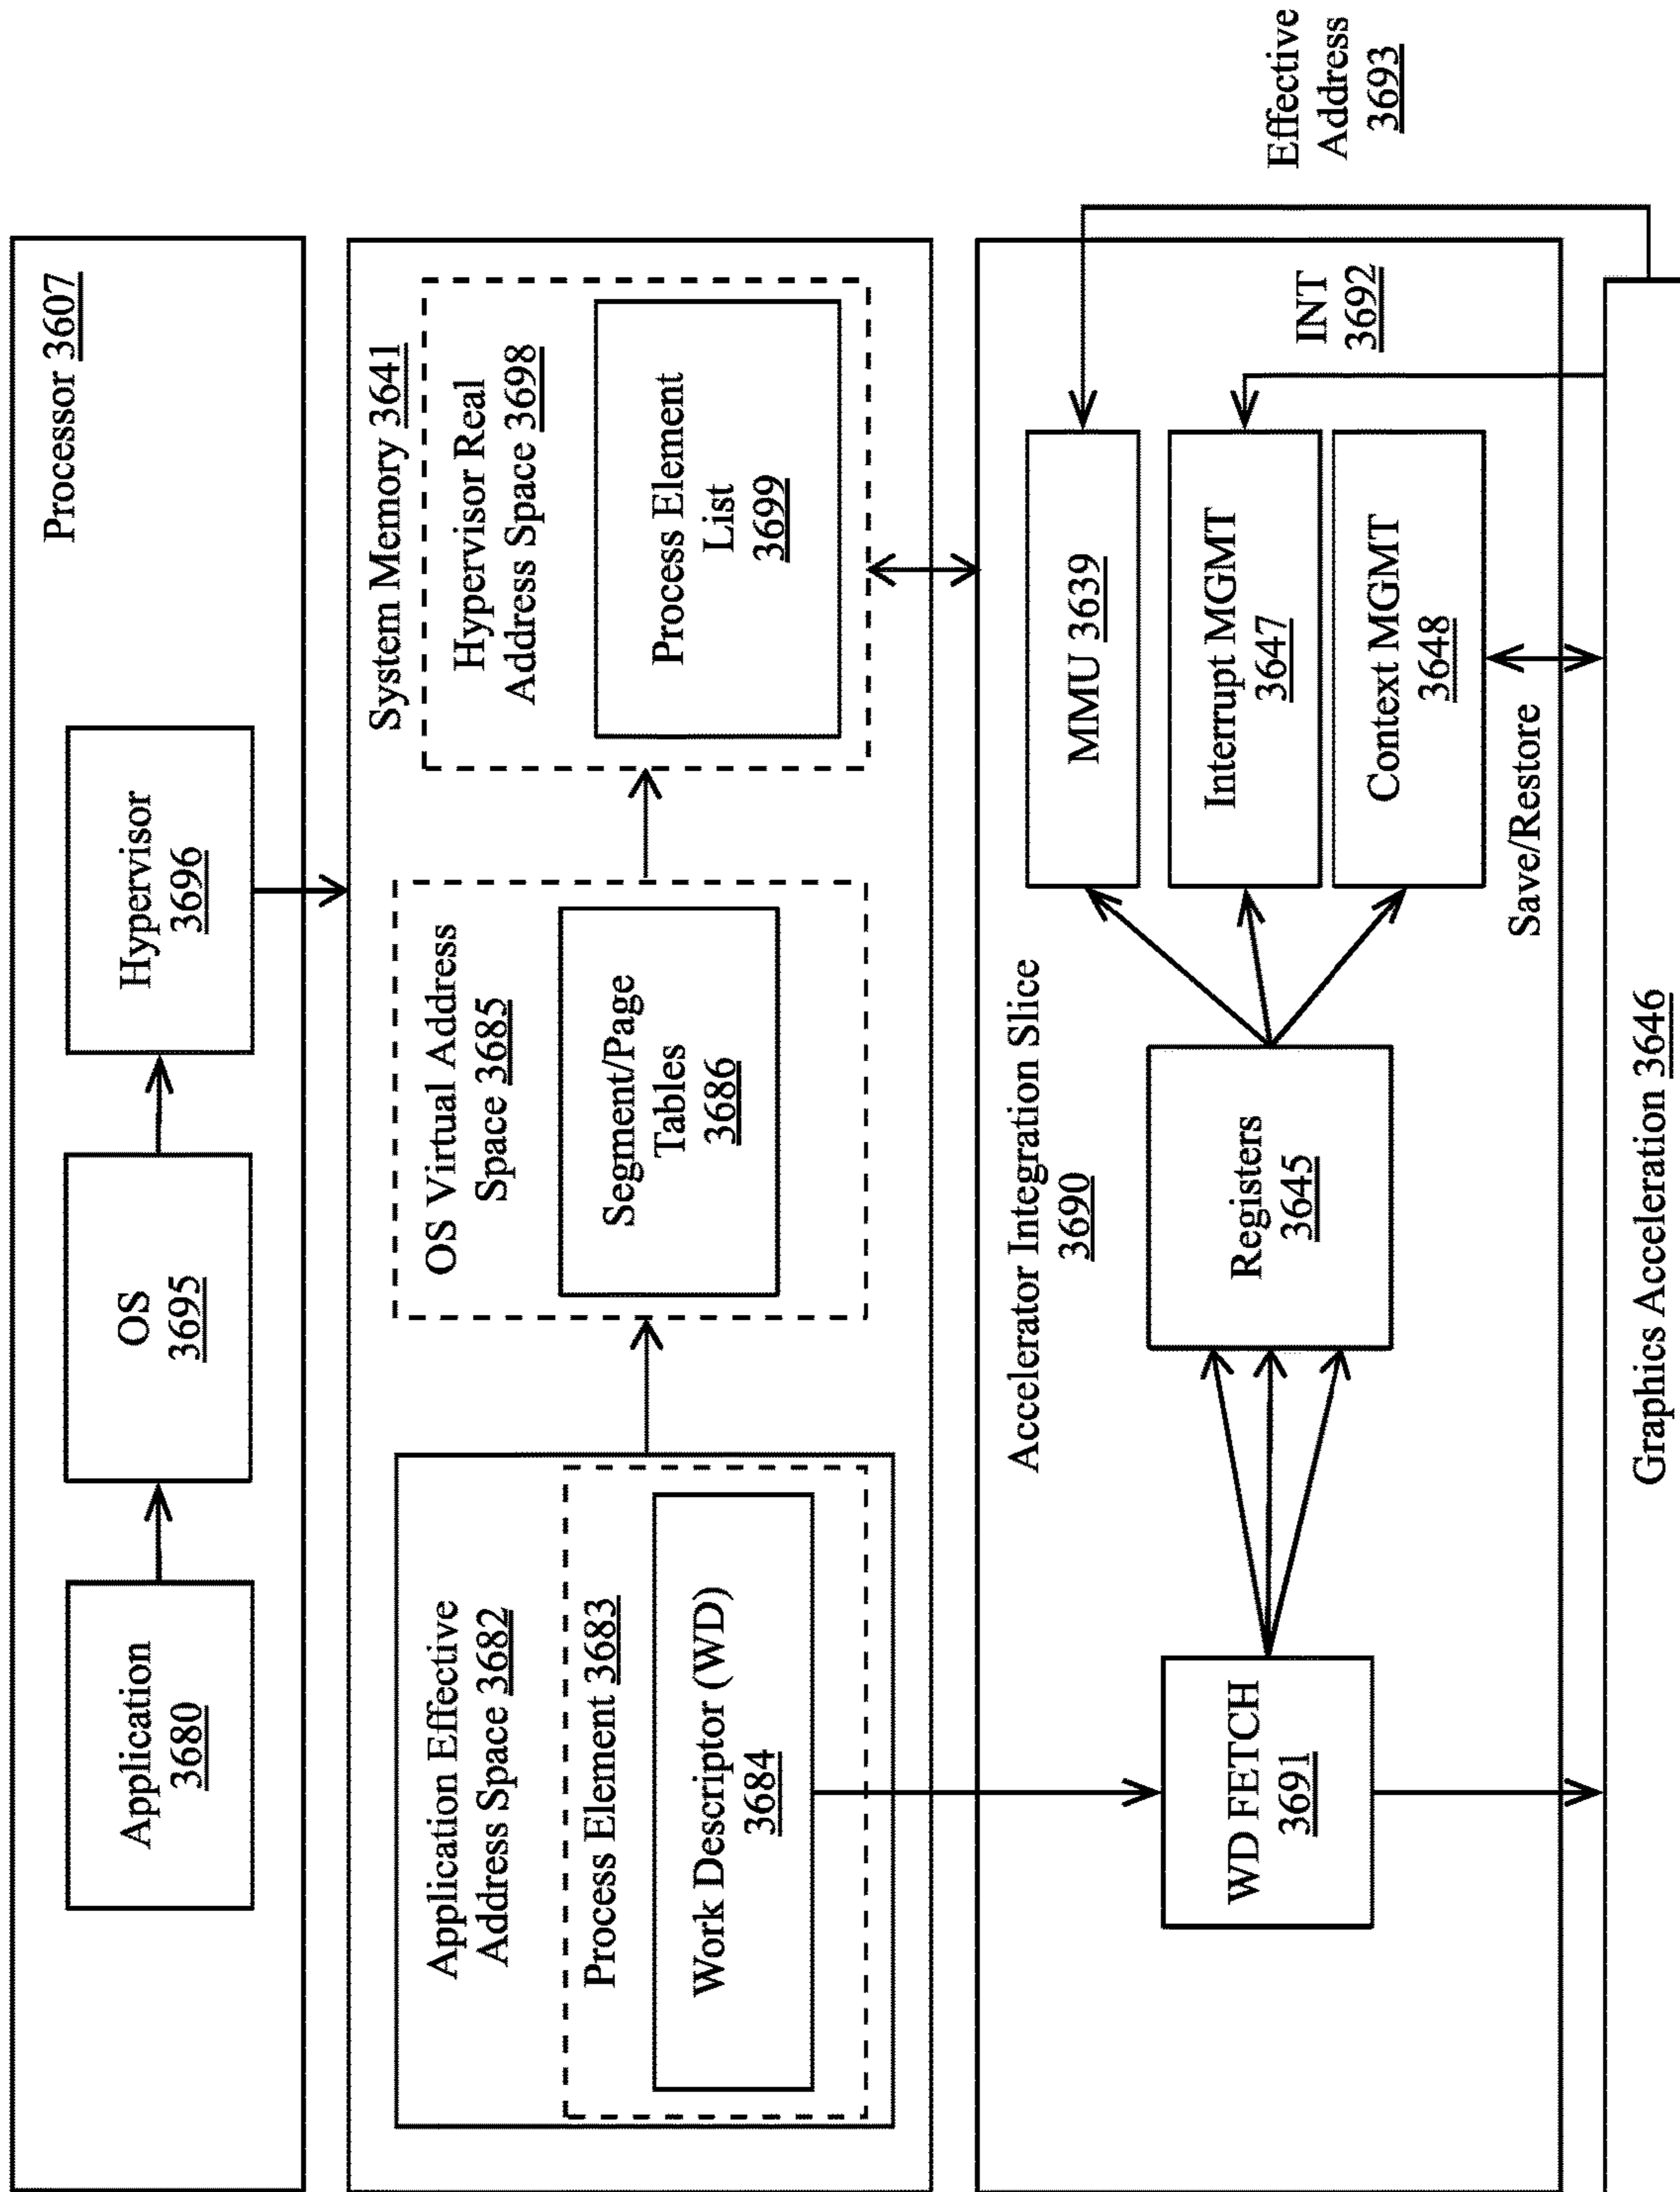 Processor 3607
Application
3680
OS
3695
Hypervisor
3696
System Memory 3641
Application Effective
Address Space 3682
Process Element 3683
Work Descriptor (WD)
3684
OS Virtual Address
Space 3685
Segment/Page
Tables
3686
Hypervisor Real
Address Space 3698
Process Element
List
3699
Accelerator Integration Slice
3690
WD FETCH
3691
Registers
3645
MMU 3639
Interrupt MGMT
3647
Context MGMT
3648
INT
3692
Effective
Address
3693
Save/Restore
Graphics Acceleration 3646